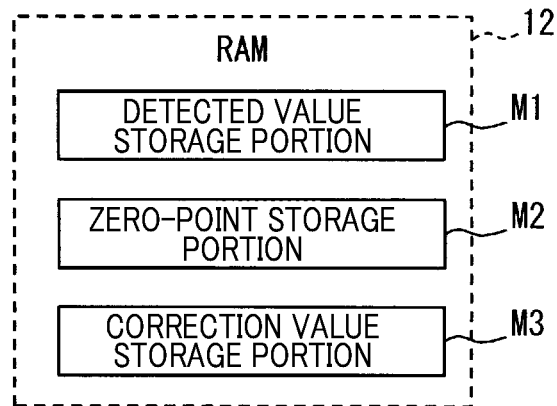 12
RAM
DETECTED VALUE
STORAGE PORTION
M1
ZERO-POINT STORAGE
PORTION
M2
CORRECTION VALUE
STORAGE PORTION
M3